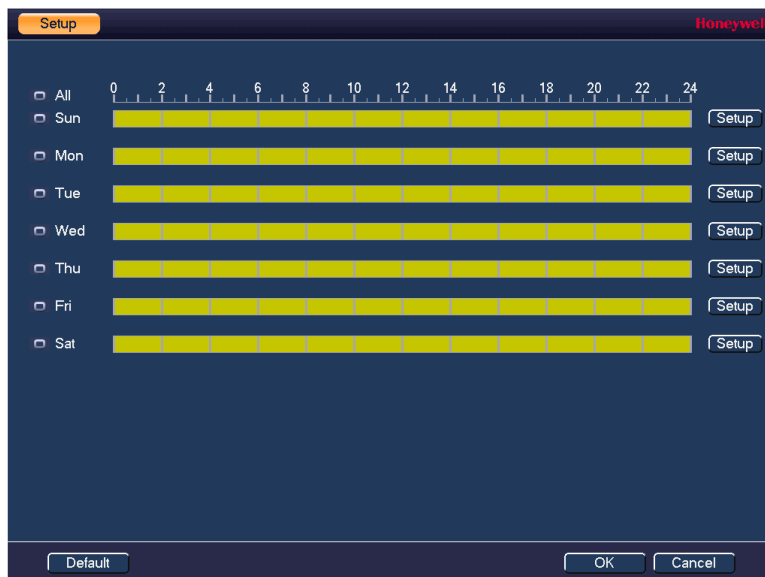 Setup
Honeywell
All 0 2 4 6 8 10 12 14 16 18 20 22 24
Sun Setup
Mon Setup
Tue Setup
Wed Setup
Thu Setup
Fri Setup
Sat Setup
Default OK Cancel